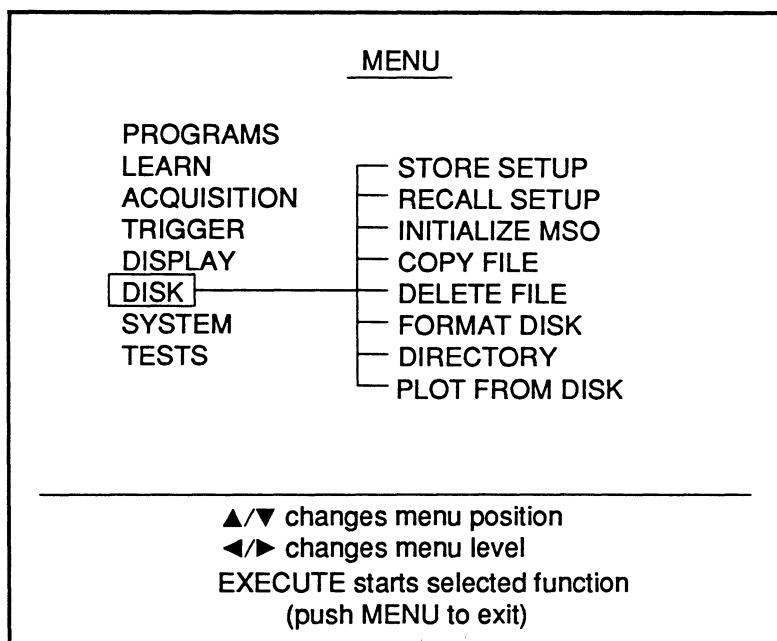 MENU
PROGRAMS
LEARN
ACQUISITION
TRIGGER
DISPLAY
DISK
SYSTEM
TESTS
STORE SETUP
RECALL SETUP
INITIALIZE MSO
COPY FILE
DELETE FILE
FORMAT DISK
DIRECTORY
PLOT FROM DISK
▲/▼ changes menu position
◄/► changes menu level
EXECUTE starts selected function
(push MENU to exit)